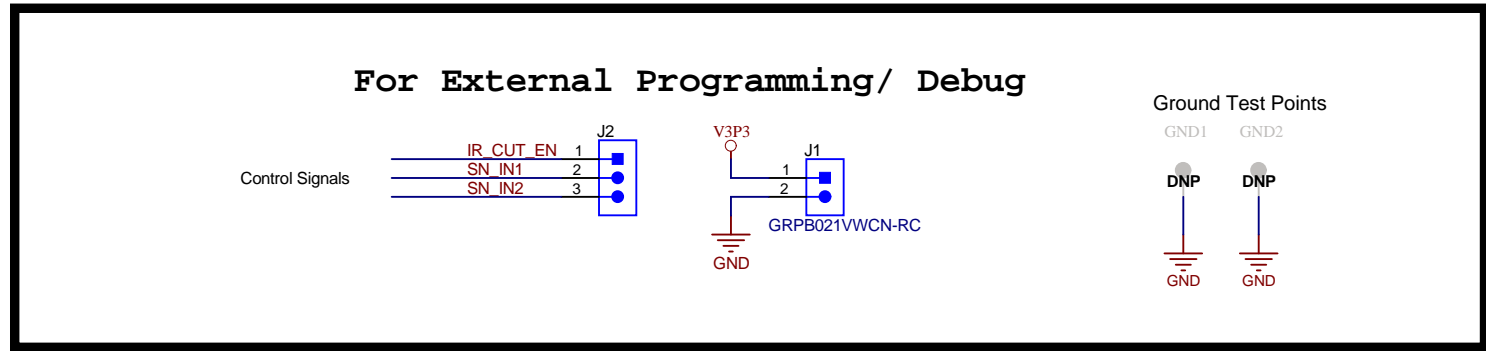 For External Programming/ Debug
Ground Test Points
GND1 GND2
J2
V3P3
J1
IR_CUT_EN 1
SN_IN1 2
SN_IN2 3
Control Signals
1
2
DNP DNP
GRPB021VWCN-RC
GND
GND GND